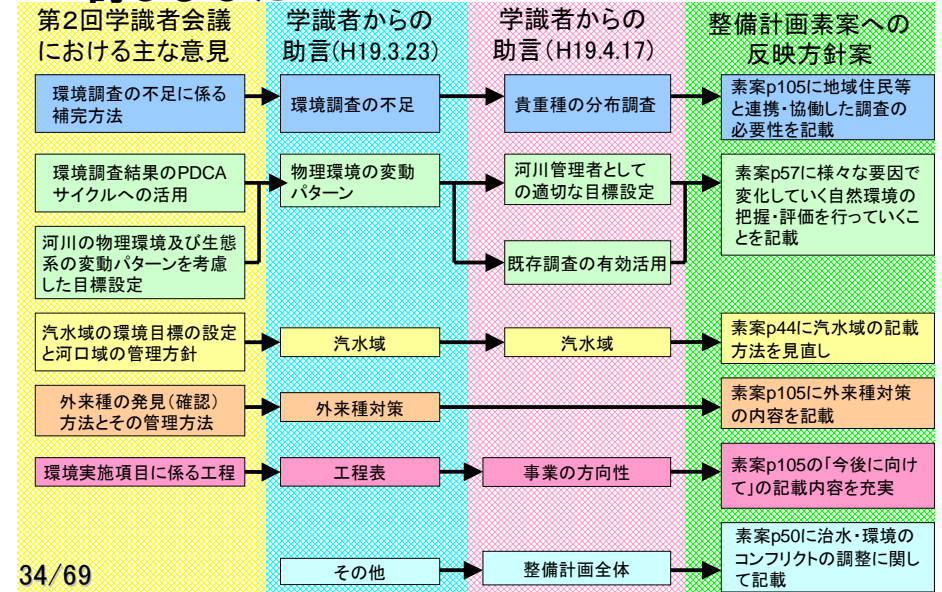 第2回学識者会議
における主な意見
学識者からの
助言(H19.3.23)
学識者からの
助言(H19.4.17)
整備計画素案への
反映方針案
環境調査の不足に係る
補完方法
環境調査の不足
貴重種の分布調査
素案p105に地域住民等
と連携・協働した調査の
必要性を記載
環境調査結果のPDCA
サイクルへの活用
河川の物理環境及び生態
系の変動パターンを考慮
した目標設定
物理環境の変動
パターン
河川管理者として
の適切な目標設定
既存調査の有効活用
素案p57に様々な要因で
変化していく自然環境の
把握・評価を行っていくこ
とを記載
汽水域の環境目標の設定
と河口域の管理方針
汽水域
汽水域
素案p44に汽水域の記載
方法を見直し
外来種の発見(確認)
方法とその管理方法
外来種対策
素案p105に外来種対策
の内容を記載
環境実施項目に係る工程
工程表
事業の方向性
素案p105の「今後に向け
て」の記載内容を充実
その他
整備計画全体
素案p50に治水・環境の
コンフリクトの調整に関し
て記載
34/69